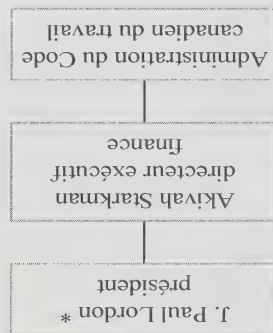 J. Paul Lordon *
président
Akivah Starkman
directeur exécutif
finance
Administration du Code
canadien du travail